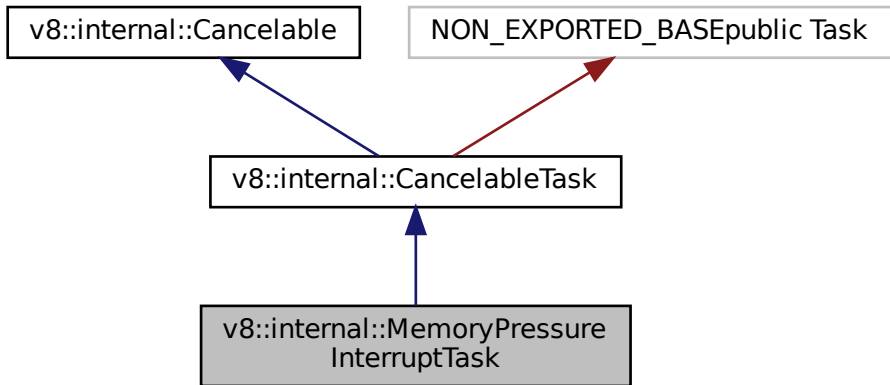 v8::internal::Cancelable
NON_EXPORTED_BASEpublic Task
v8::internal::CancelableTask
v8::internal::MemoryPressure
InterruptTask